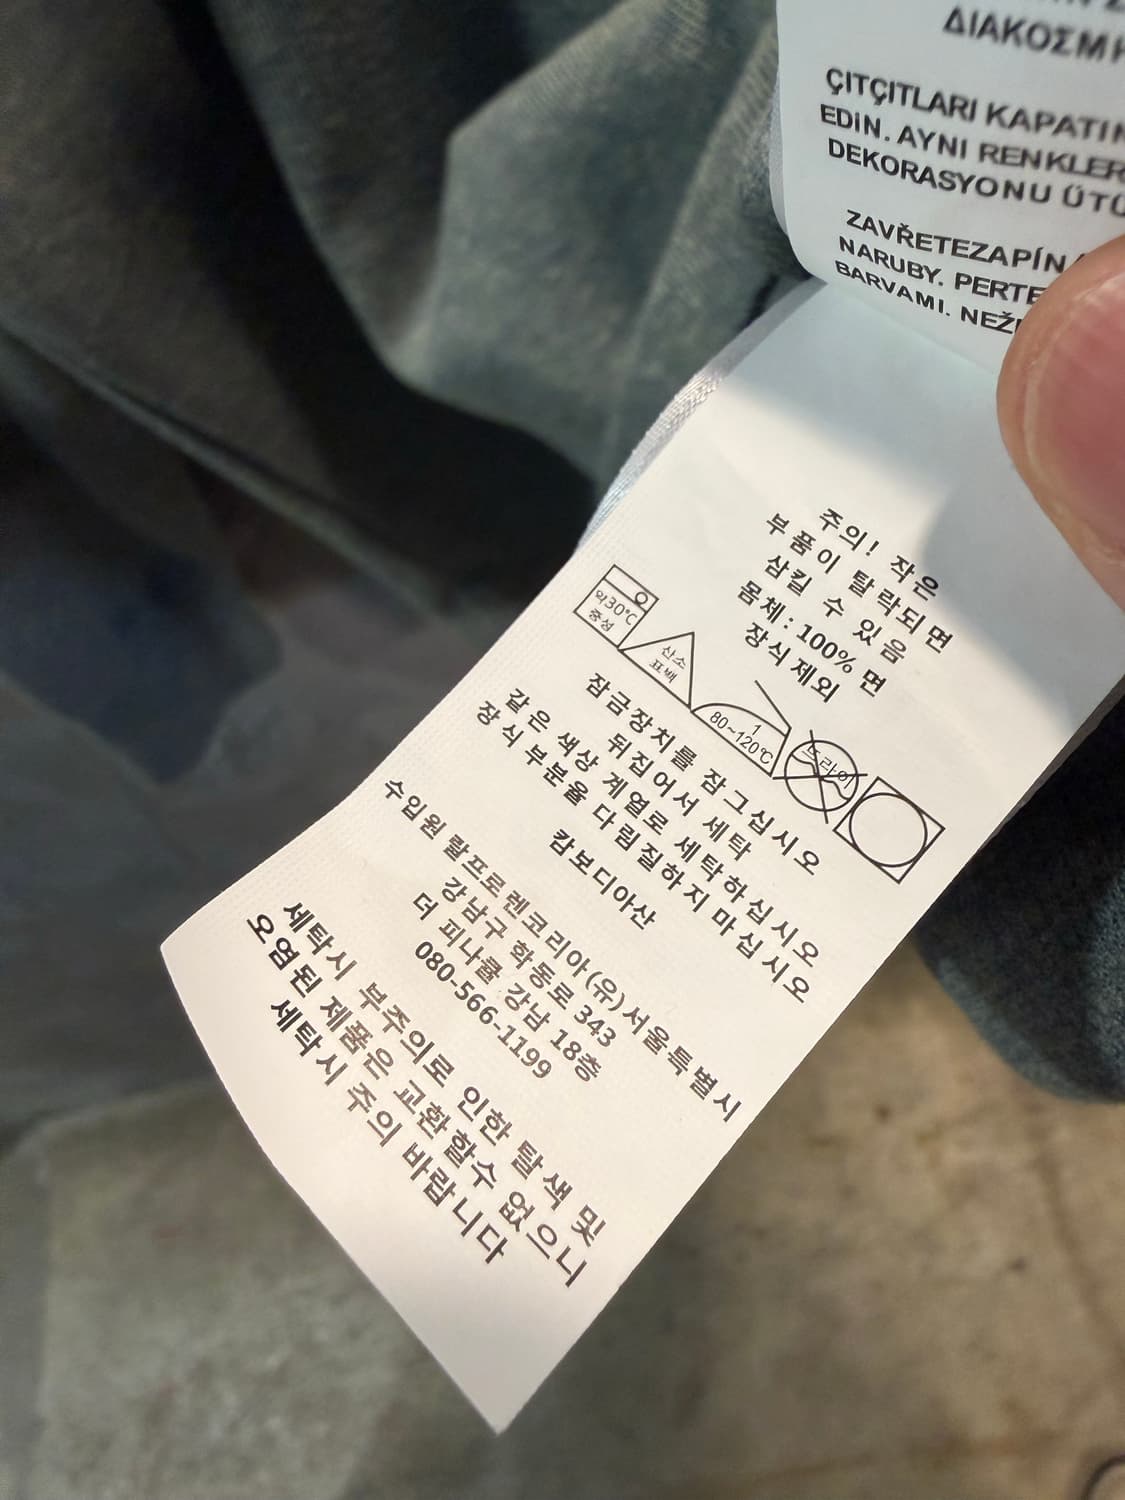 ΔΙΑΚΟΣΜ
ÇITÇITLARI KAPATIN
EDİN. AYNI RENKLER
DEKORASYONU ÜTÜ
ZAVŘETEZAPÍN
NARUBY. PERTE
BARVAMI. NEŽ
주의! 작은
부품이 탈락되면
삼킬 수 있음
몸체: 100% 면
장식제외
약30℃
중성
산소
표백
1
80~120℃
드라이
잠금장치를 잠그십시오
뒤집어서 세탁
같은 색상 계열로 세탁하십시오
장식부분을 다림질하지 마십시오
캄보디아산
수입원 랄프로렌코리아(유)서울특별시
강남구 학동로 343
더 피나클 강남 18층
080-566-1199
세탁시 부주의로 인한 탈색 및
오염된 제품은 교환할수 없으니
세탁시 주의 바랍니다